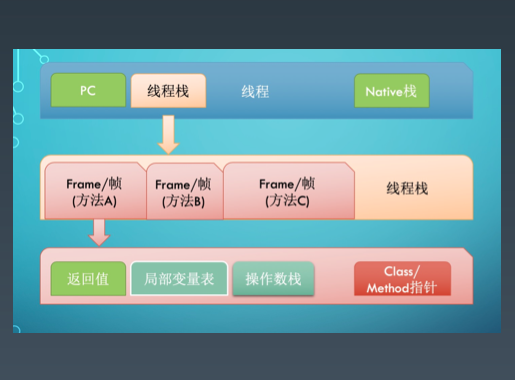 PC
线程栈
线程
Native栈
Frame/帧
(方法A)
Frame/帧
(方法B)
Frame/帧
(方法C)
线程栈
返回值
局部变量表
操作数栈
Class/
Method指针